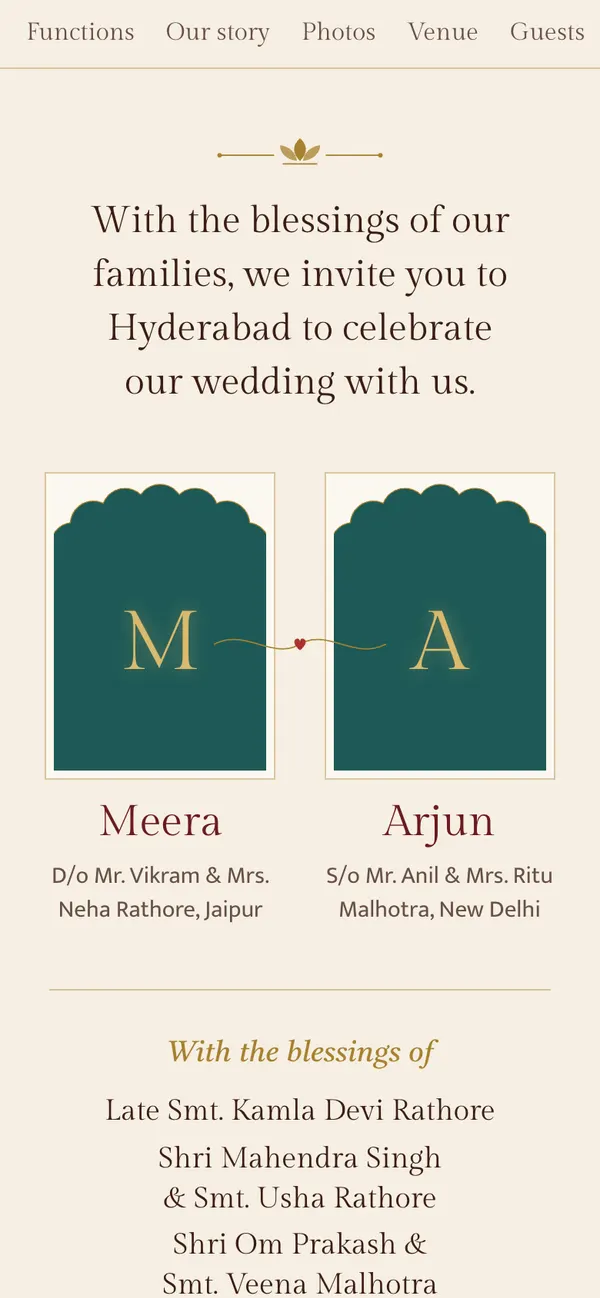 Functions Our story Photos Venue Guests
With the blessings of our
families, we invite you to
Hyderabad to celebrate
our wedding with us.
M
A
Meera
D/o Mr. Vikram & Mrs.
Neha Rathore, Jaipur
Arjun
S/o Mr. Anil & Mrs. Ritu
Malhotra, New Delhi
With the blessings of
Late Smt. Kamla Devi Rathore
Shri Mahendra Singh
& Smt. Usha Rathore
Shri Om Prakash &
Smt. Veena Malhotra